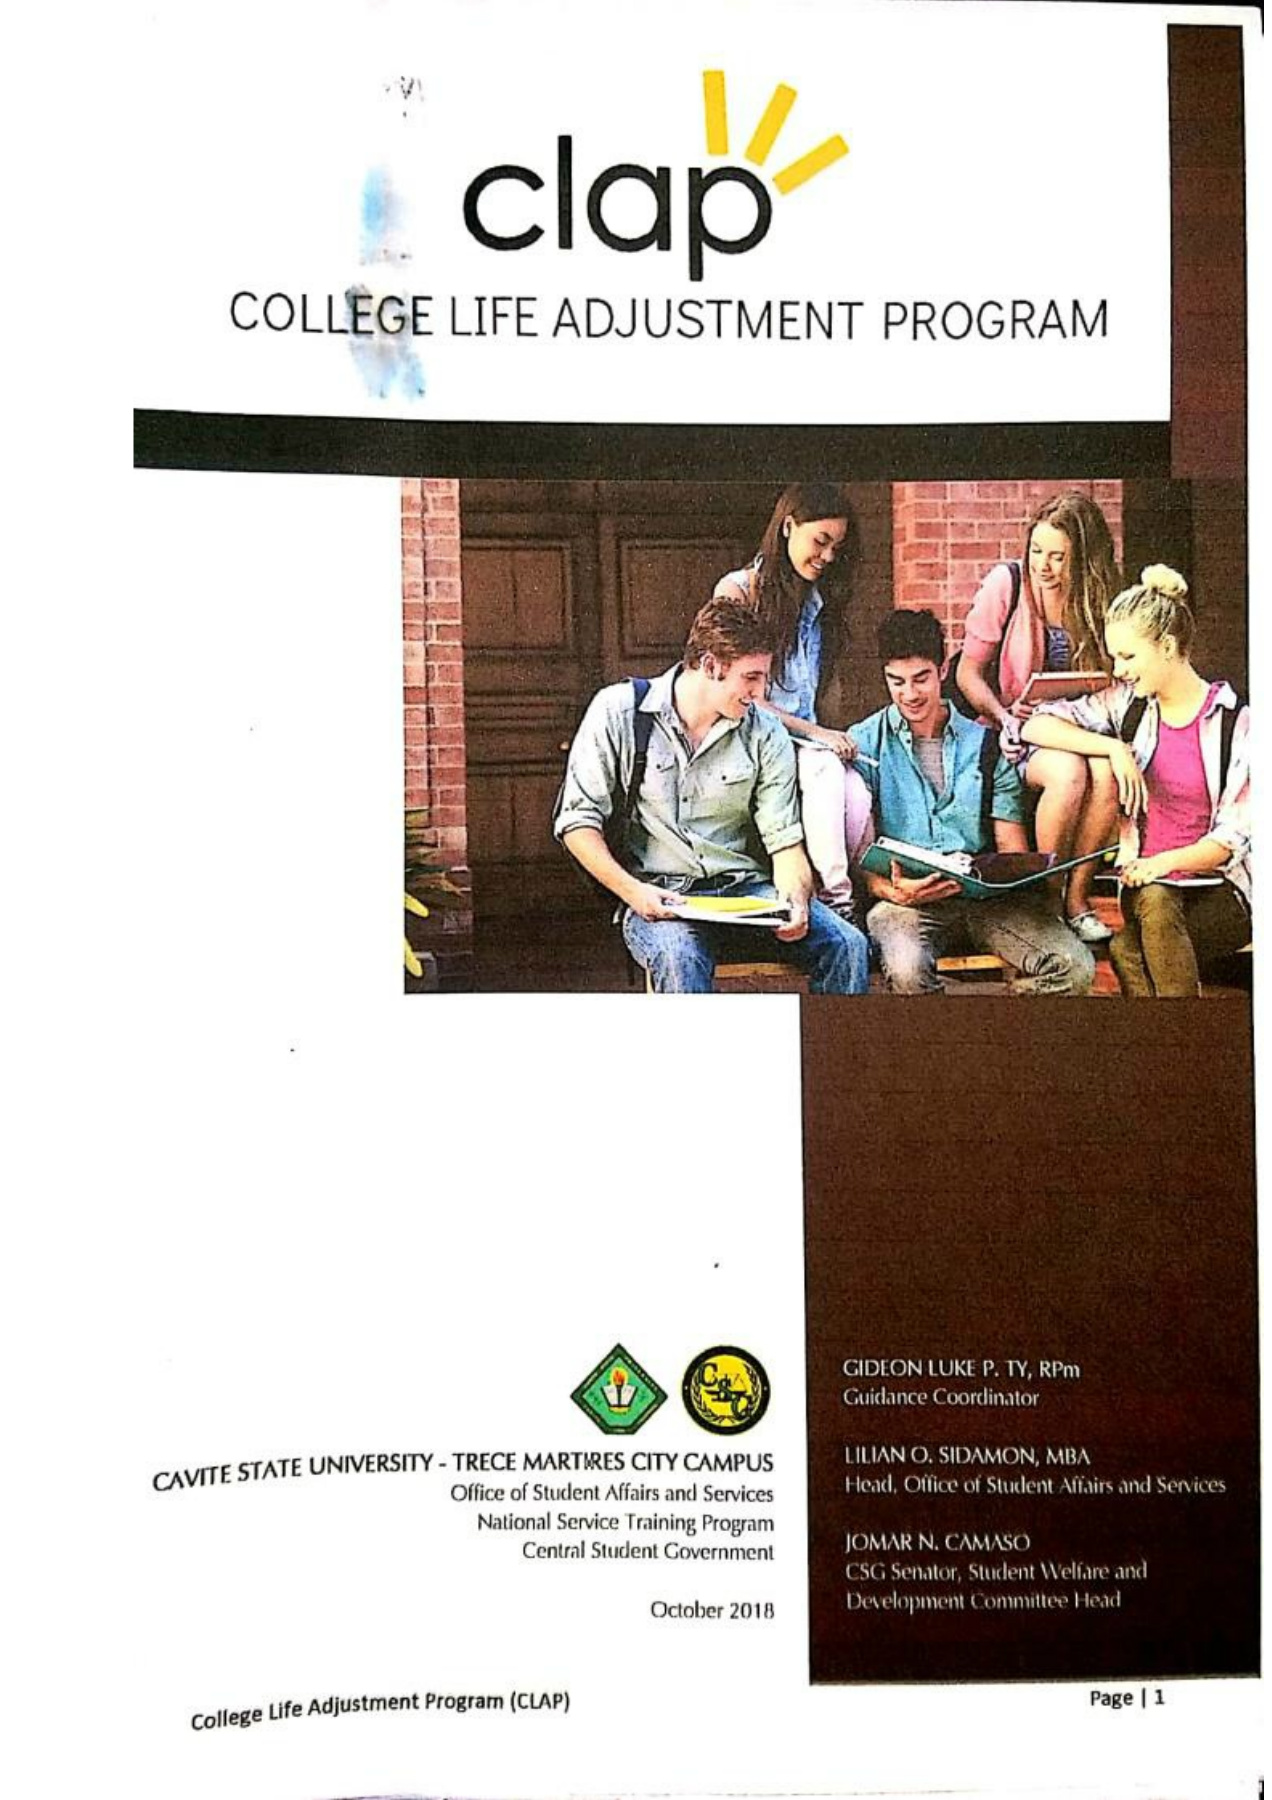 clap
COLLEGE LIFE ADJUSTMENT PROGRAM
CAVITE STATE UNIVERSITY - TRECE MARTIRES CITY CAMPUS
Office of Student Affairs and Services
National Service Training Program
Central Student Government
October 2018
GIDEON LUKE P. TY, RPm
Guidance Coordinator
LILIAN O. SIDAMON, MBA
Head, Office of Student Affairs and Services
JOMAR N. CAMASO
CSG Senator, Student Welfare and
Development Committee Head
College Life Adjustment Program (CLAP)
Page | 1